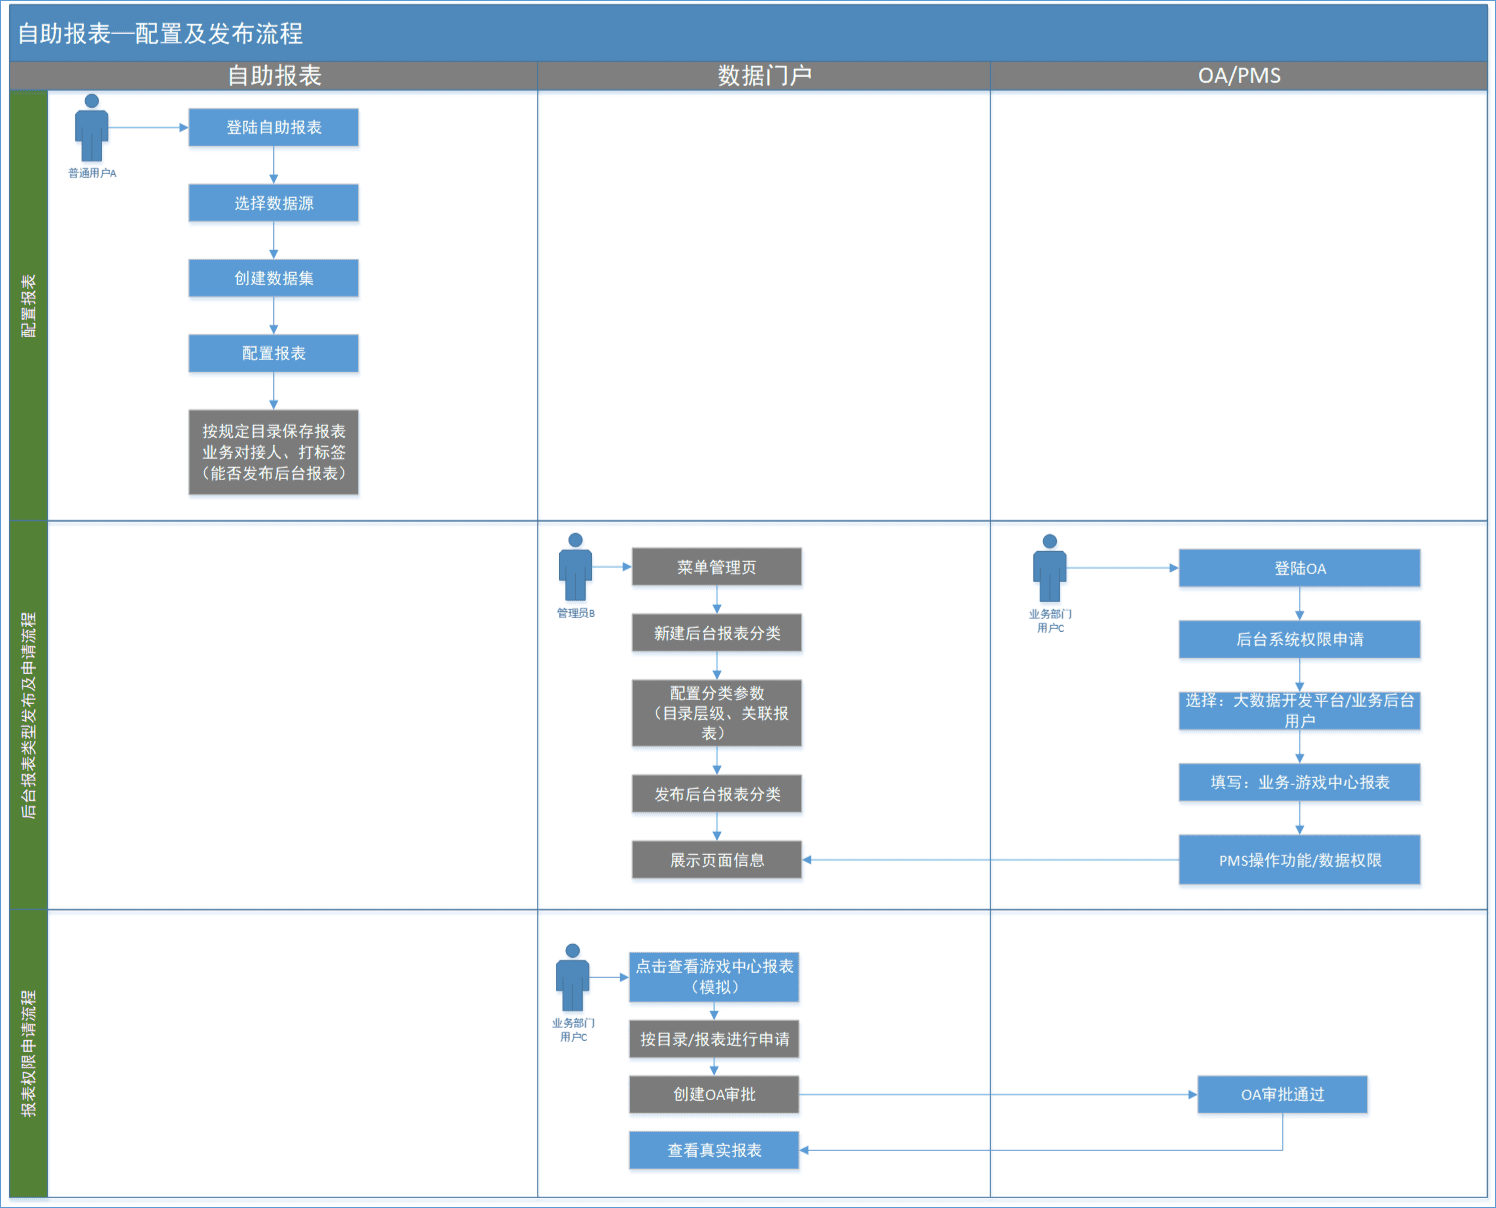 自助报表—配置及发布流程
自助报表
数据门户
OA/PMS
配置报表
普通用户A
登陆自助报表
选择数据源
创建数据集
配置报表
按规定目录保存报表
业务对接人、打标签
（能否发布后台报表）
后台报表类型发布及申请流程
管理员B
菜单管理页
新建后台报表分类
配置分类参数
（目录层级、关联报
表）
发布后台报表分类
展示页面信息
业务部门
用户C
登陆OA
后台系统权限申请
选择：大数据开发平台/业务后台
用户
填写：业务-游戏中心报表
PMS操作功能/数据权限
报表权限申请流程
业务部门
用户C
点击查看游戏中心报表
（模拟）
按目录/报表进行申请
创建OA审批
OA审批通过
查看真实报表